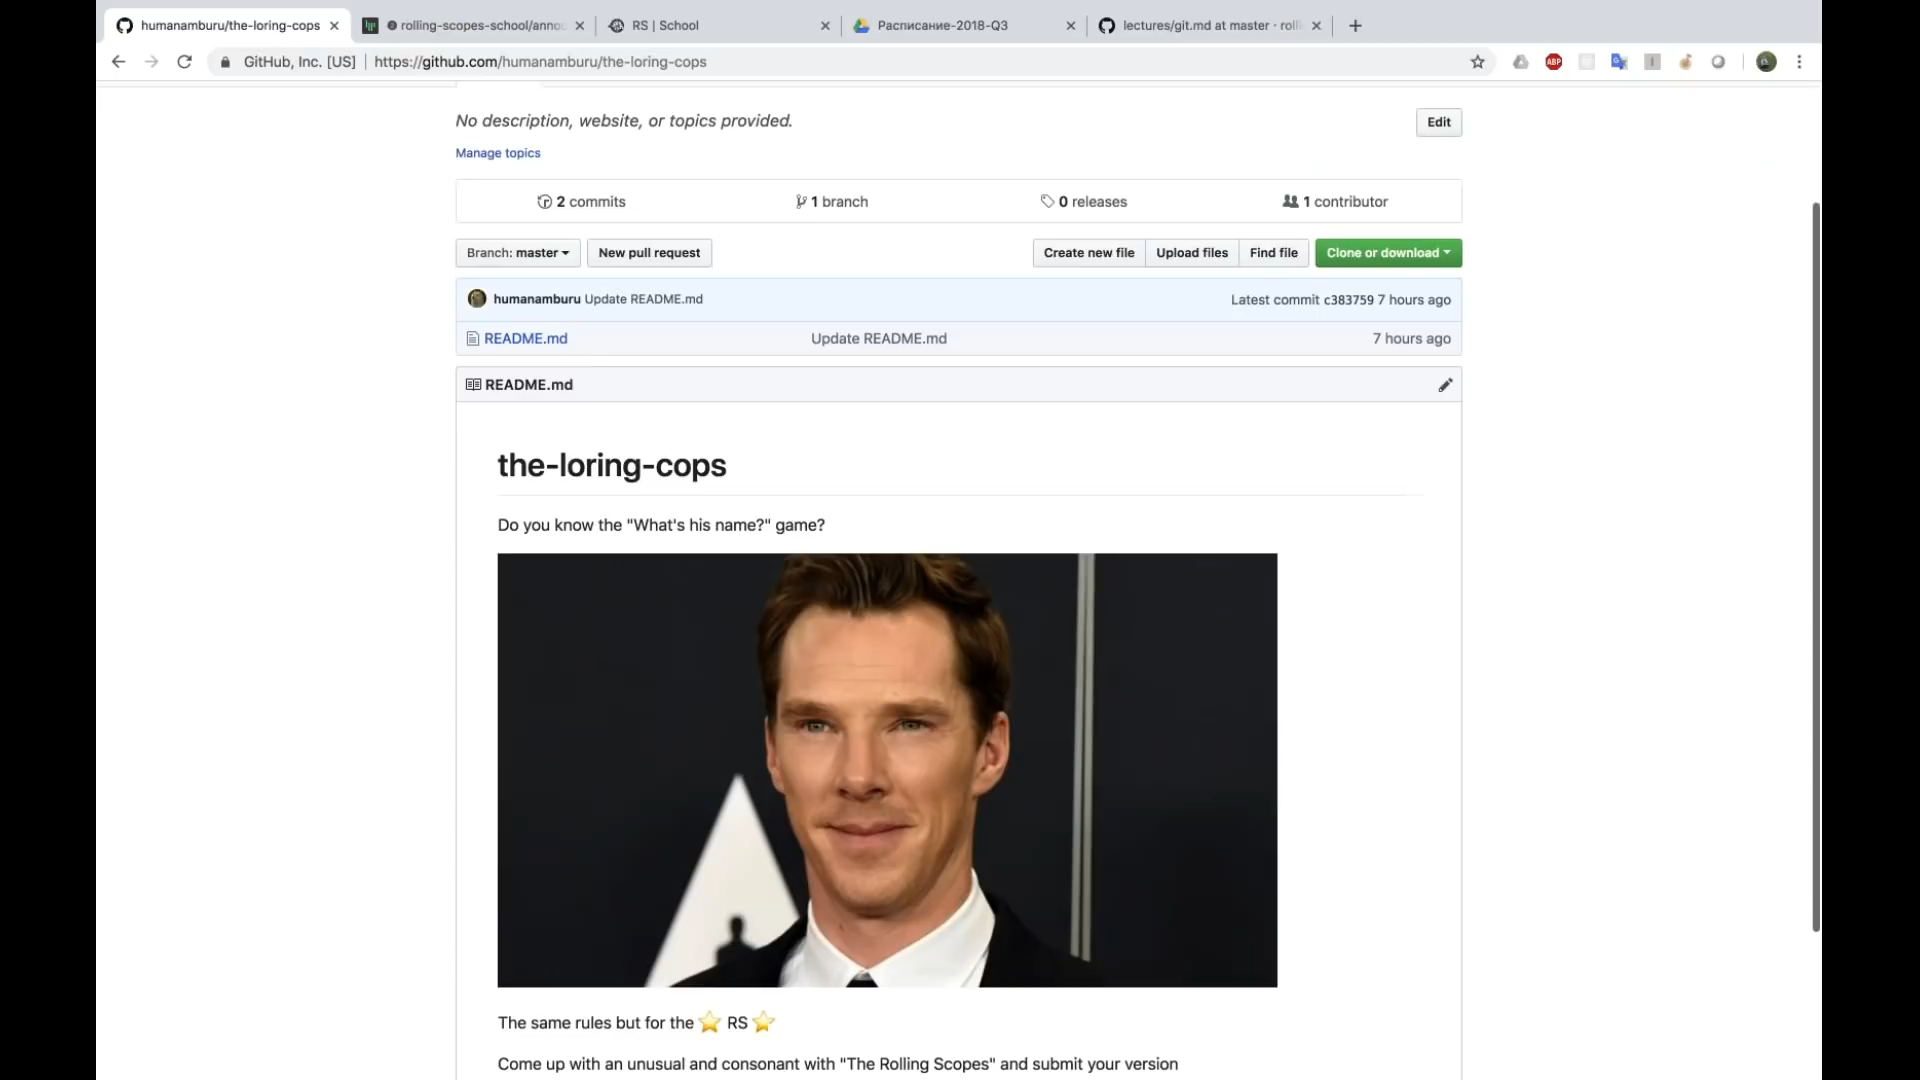 humanamburu/the-loring-cops
rolling-scopes-school/annou
RS | School
Расписание-2018-Q3
lectures/git.md at master · rolli
GitHub, Inc. [US] | https://github.com/humanamburu/the-loring-cops
ABP
No description, website, or topics provided.
Edit
Manage topics
2 commits
1 branch
0 releases
1 contributor
Branch: master
New pull request
Create new file
Upload files
Find file
Clone or download
humanamburu Update README.md
Latest commit c383759 7 hours ago
README.md
Update README.md
7 hours ago
README.md
the-loring-cops
Do you know the "What's his name?" game?
The same rules but for the ⭐ RS ⭐
Come up with an unusual and consonant with "The Rolling Scopes" and submit your version